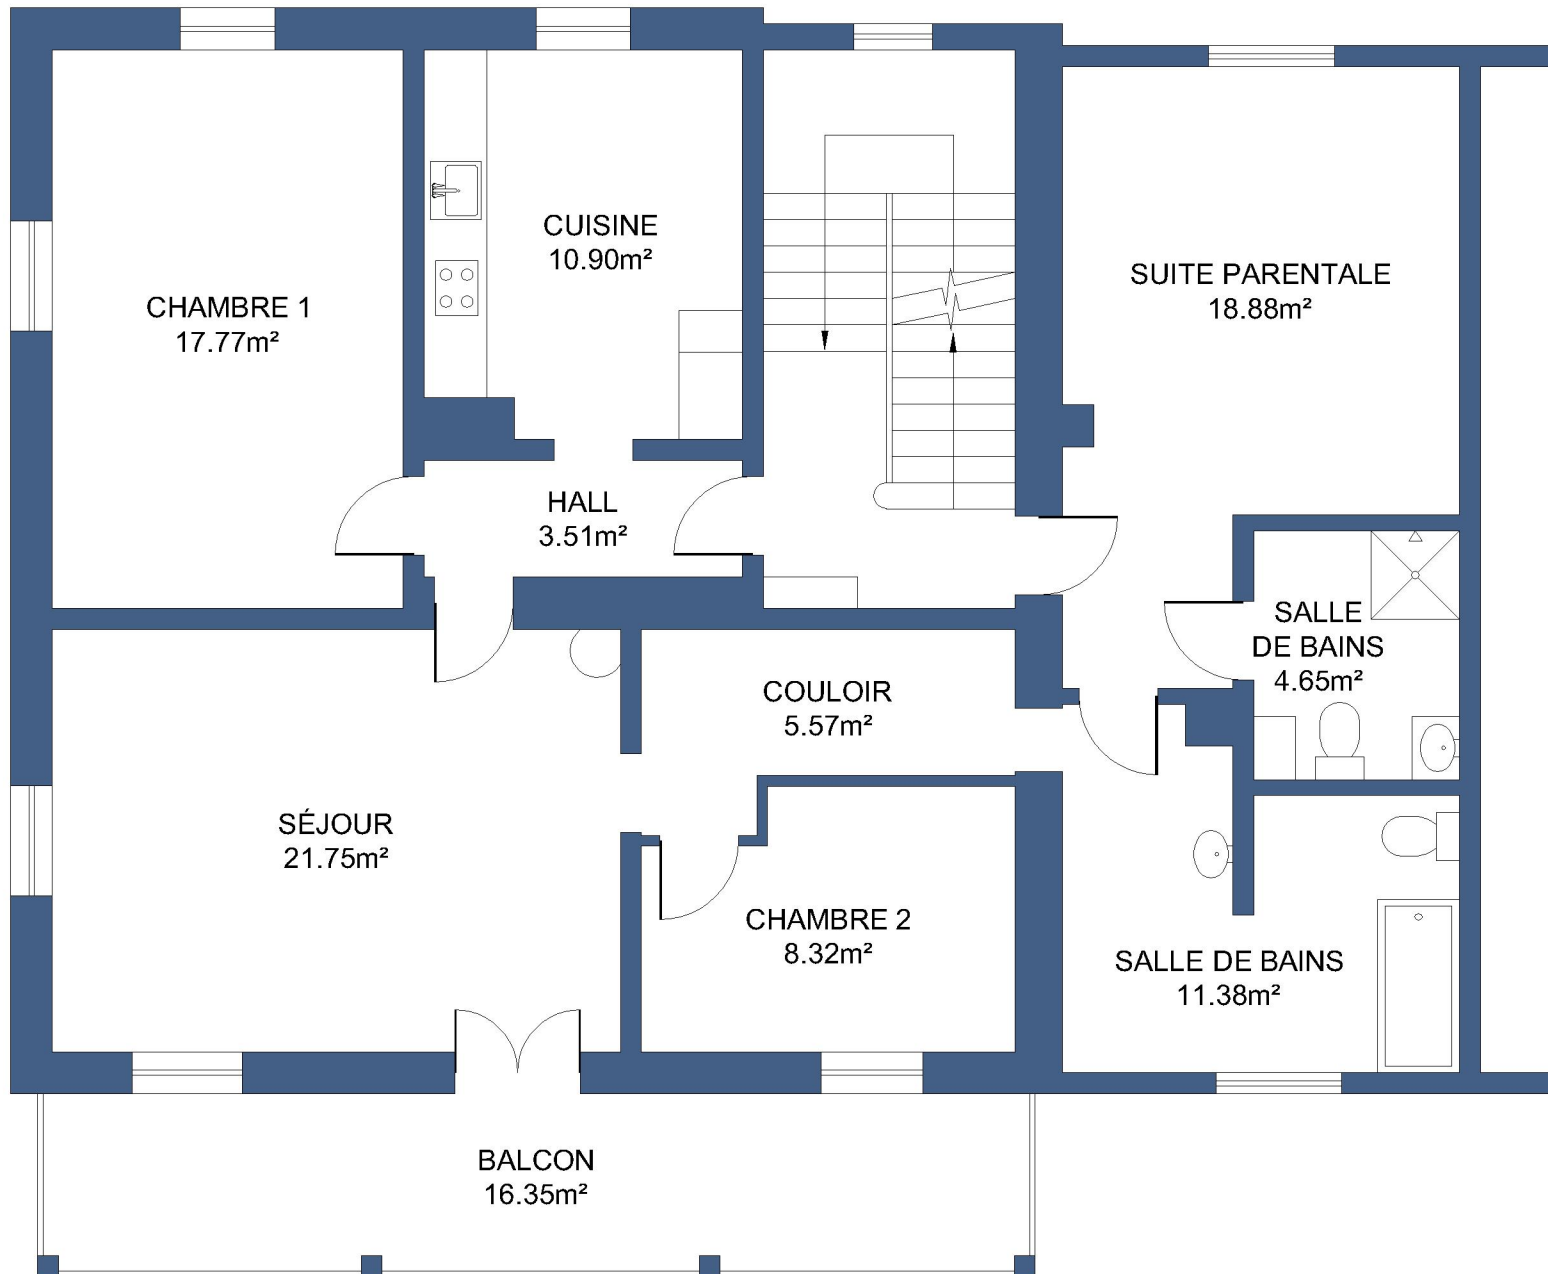 CHAMBRE 1
17.77m²
CUISINE
10.90m²
SUITE PARENTALE
18.88m²
HALL
3.51m²
SALLE
DE BAINS
4.65m²
COULOIR
5.57m²
SÉJOUR
21.75m²
CHAMBRE 2
8.32m²
SALLE DE BAINS
11.38m²
BALCON
16.35m²